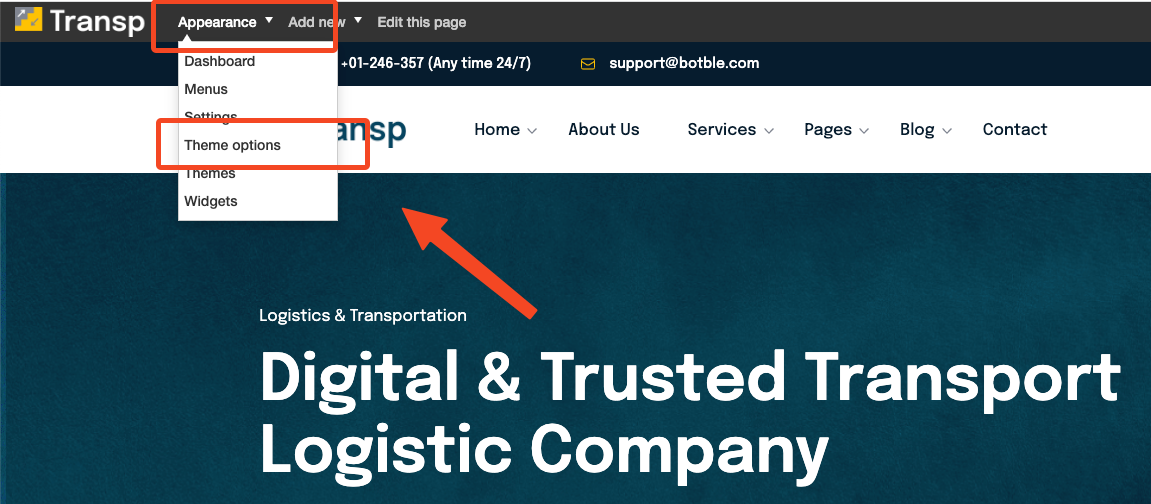 Transp
Appearance Add new Edit this page
Dashboard
Menus
Settings
Theme options
Themes
Widgets
+01-246-357 (Any time 24/7) support@botble.com
ansp
Home About Us Services Pages Blog Contact
Logistics & Transportation
Digital & Trusted Transport
Logistic Company